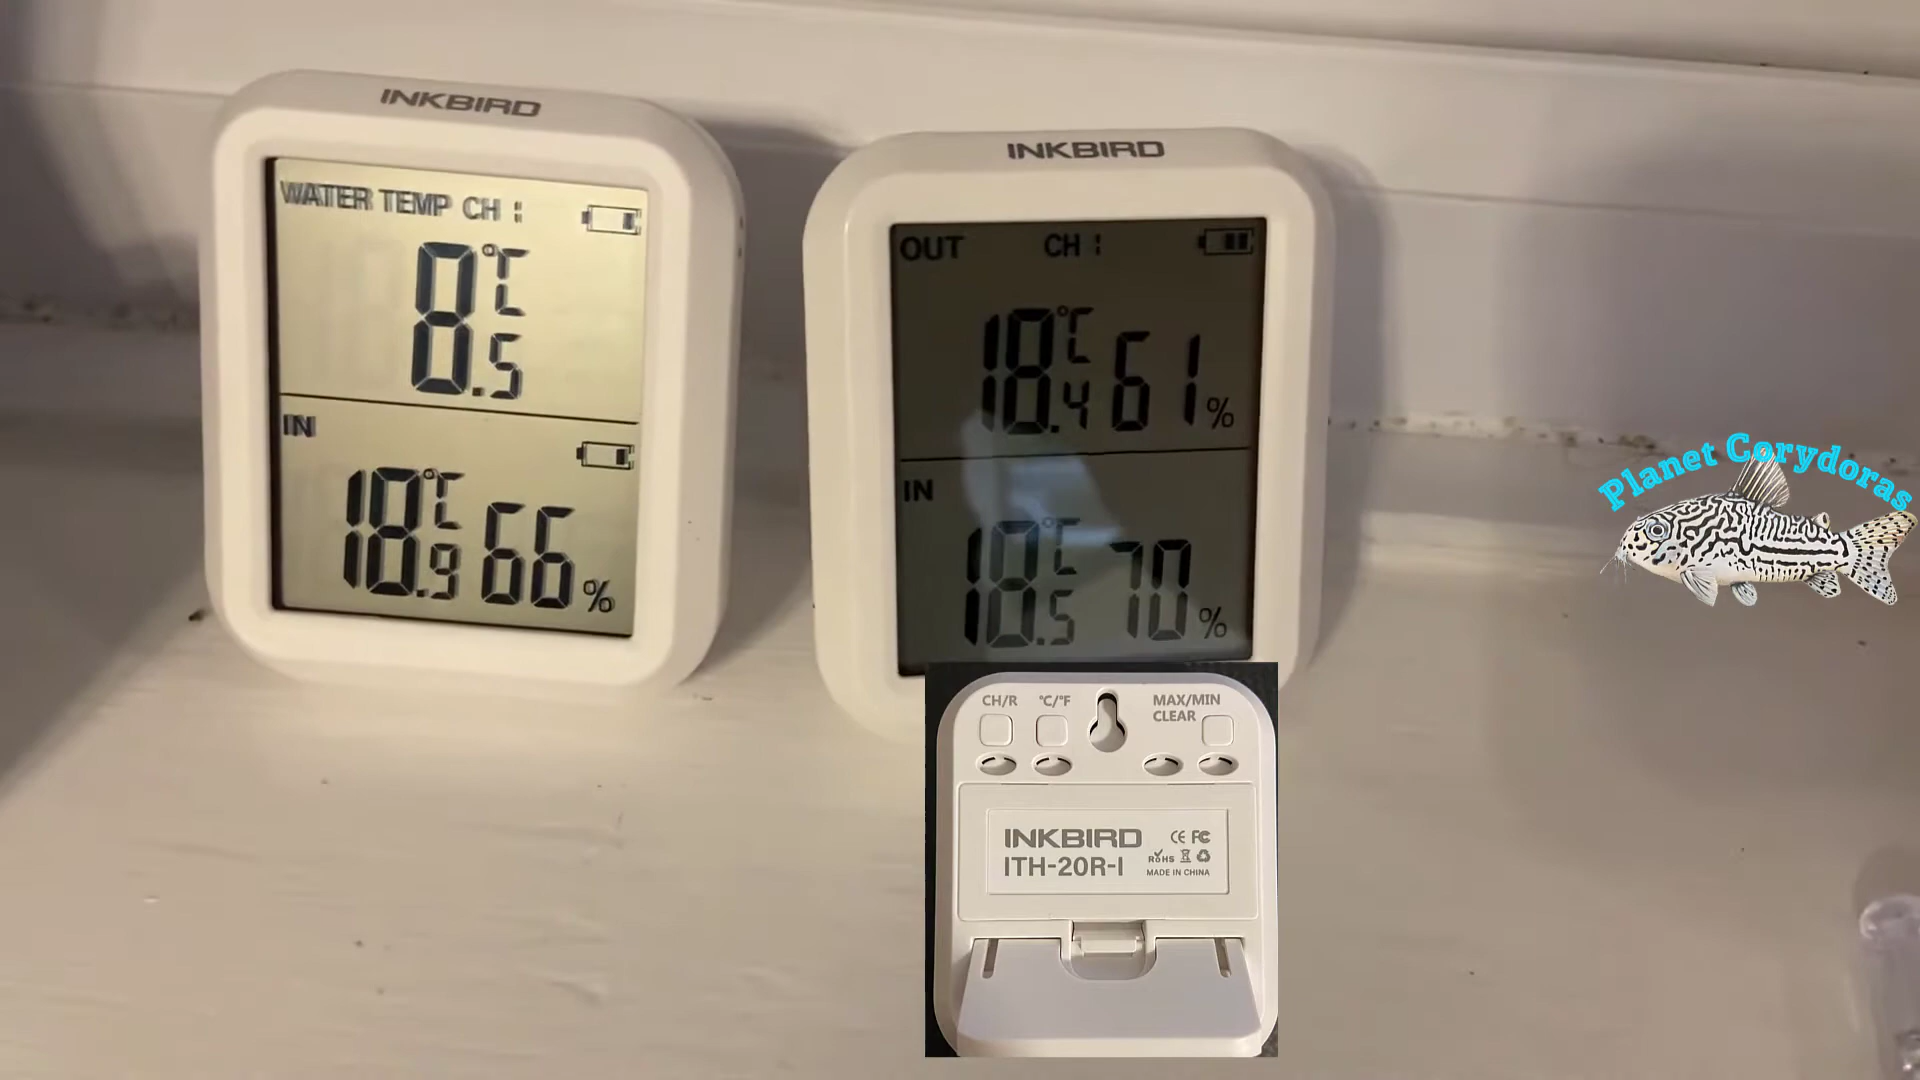 INKBIRD
WATER TEMP CH 1
8.5 °C
IN
18.9 °C 66 %
INKBIRD
OUT CH 1
18.4 °C 61 %
IN
18.5 °C 70 %
Planet Corydoras
CH/R °C/°F MAX/MIN
CLEAR
INKBIRD CE FC
ITH-20R-I RoHS
MADE IN CHINA